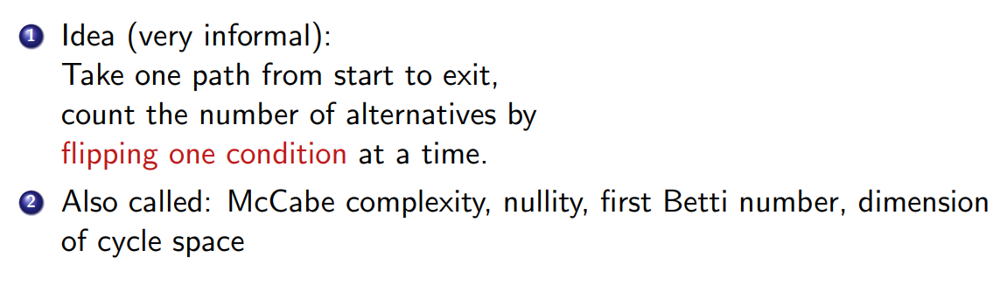 1 Idea (very informal):
Take one path from start to exit,
count the number of alternatives by
flipping one condition at a time.
2 Also called: McCabe complexity, nullity, first Betti number, dimension
of cycle space